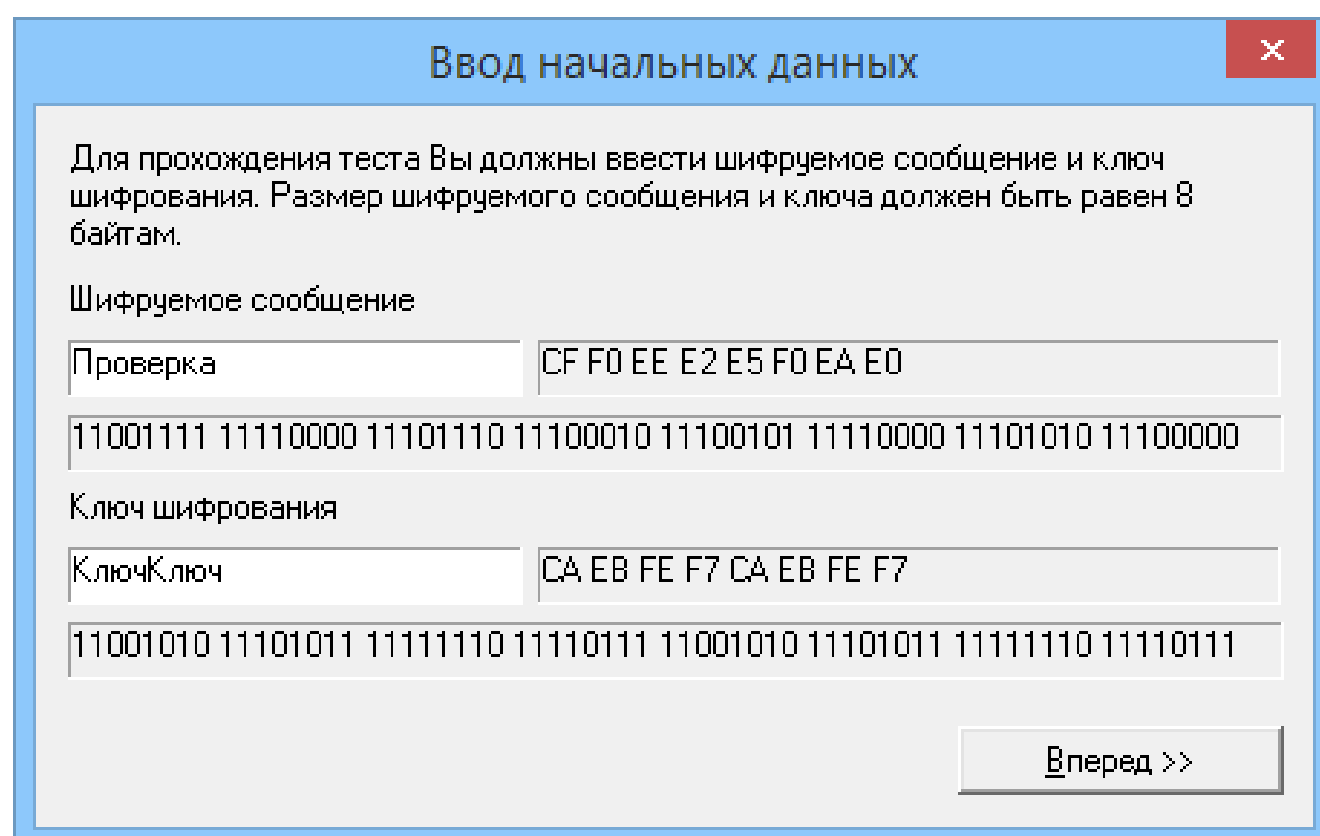 Ввод начальных данных
x
Для прохождения теста Вы должны ввести шифруемое сообщение и ключ
шифрования. Размер шифруемого сообщения и ключа должен быть равен 8
байтам.
Шифруемое сообщение
Проверка CF F0 EE E2 E5 F0 EA E0
11001111 11110000 11101110 11100010 11100101 11110000 11101010 11100000
Ключ шифрования
КлючКлюч CA EB FE F7 CA EB FE F7
11001010 11101011 11111110 11110111 11001010 11101011 11111110 11110111
Вперед >>